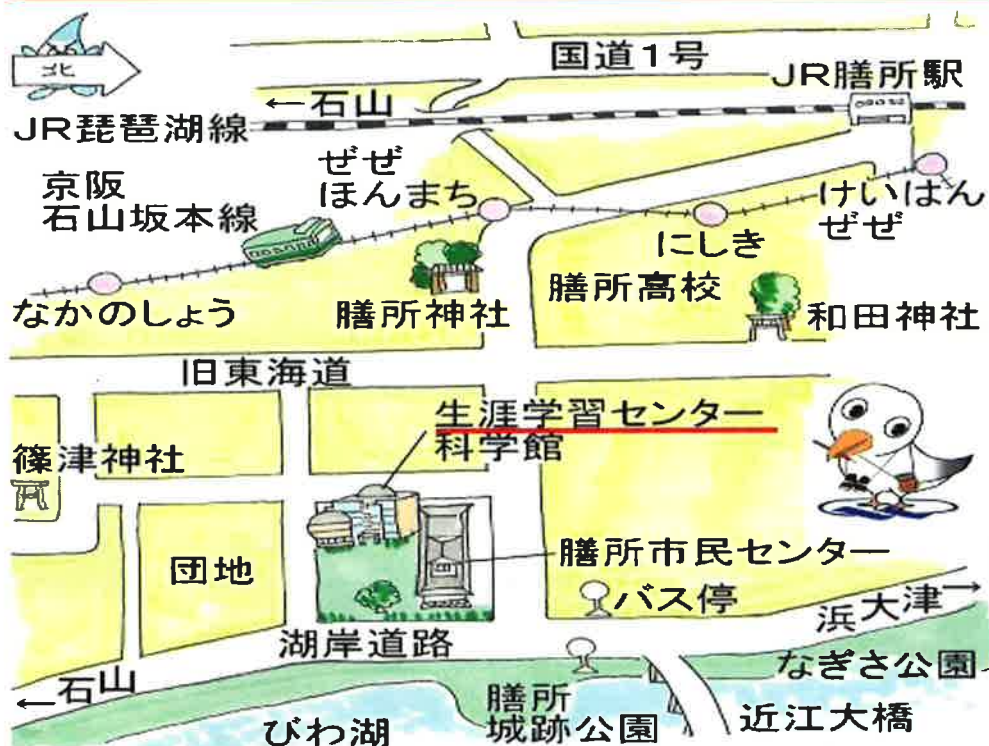 国道1号
北
JR膳所駅
←石山
JR琵琶湖線
ぜぜ
ほんまち
京阪
石山坂本線
けいはん
ぜぜ
にしき
なかのしょう
膳所神社
膳所高校
和田神社
旧東海道
生涯学習センター
科学館
篠津神社
団地
膳所市民センター
バス停
浜大津→
湖岸道路
なぎさ公園
←石山
膳所
城跡公園
近江大橋
びわ湖